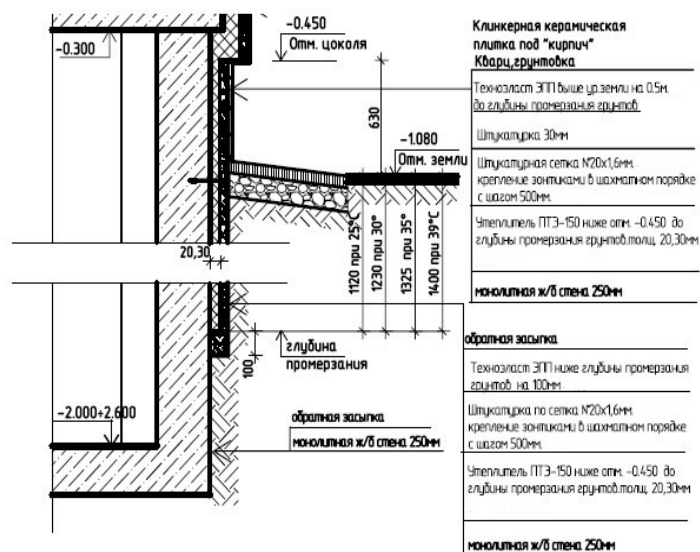 -0.450
Отм. цоколя
-0.300
630
-1.080
Отм. земли
20,30
1120 при 25°С
1230 при 30°
1325 при 35°
1400 при 39°С
глубина
промерзания
100
-2.000÷2.600
обратная засыпка
монолитная ж/б стена 250мм
Клинкерная керамическая
плитка под "кирпич"
Кварц,грунтовка
Техноэласт ЭПП выше ур.земли на 0.5м.
до глубины промерзания грунтов
Штукатурка 30мм
Штукатурная сетка N°20х1,6мм.
крепление зонтиками в шахматном порядке
с шагом 500мм.
Утеплитель ПТЭ-150 ниже отм. -0.450 до
глубины промерзания грунтов.толщ. 20,30мм
монолитная ж/б стена 250мм
обратная засыпка
Техноэласт ЭПП ниже глубины промерзания
грунтов на 100мм
Штукатурка по сетка N°20х1,6мм.
крепление зонтиками в шахматном порядке
с шагом 500мм.
Утеплитель ПТЭ-150 ниже отм. -0.450 до
глубины промерзания грунтов.толщ. 20,30мм
монолитная ж/б стена 250мм